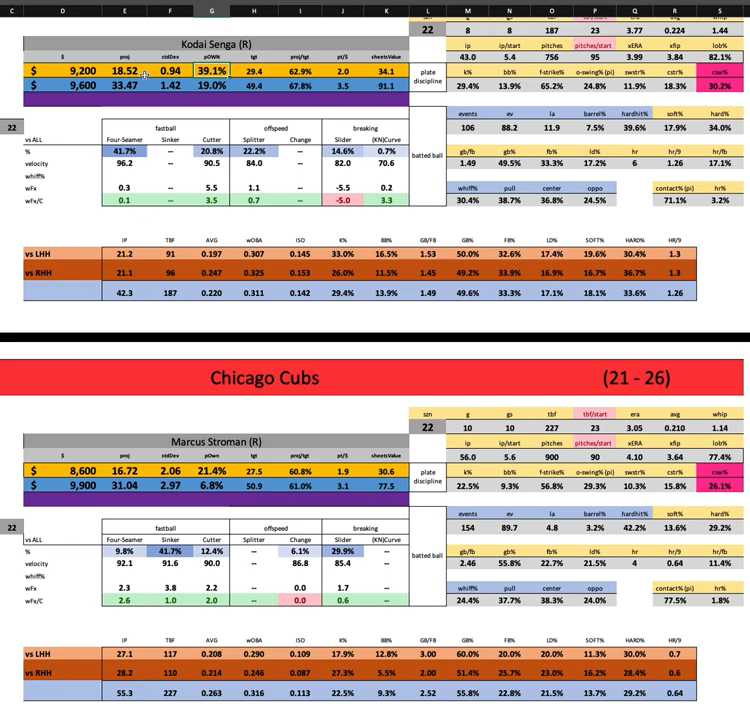 C D E F G H I J K L M N O P Q R S
szn g gs tbf tbf/start era avg whip
22 8 8 187 23 3.77 0.224 1.44
Kodai Senga (R) ip ip/start pitches pitches/start xERA xfip lob%
$ proj stdDev pOWN tgt proj/tgt pt/$ sheetsValue 43.0 5.4 756 95 3.99 3.84 82.1%
$ 9,200 18.52 0.94 39.1% 29.4 62.9% 2.0 34.1 plate discipline k% bb% f-strike% o-swing% (pi) swstr% cstr% csw%
$ 9,600 33.47 1.42 19.0% 49.4 67.8% 3.5 91.1 29.4% 13.9% 65.2% 24.8% 11.9% 18.3% 30.2%
events ev la barrel% hardhit% soft% hard%
22 fastball offspeed breaking 106 88.2 11.9 7.5% 39.6% 17.9% 34.0%
vs ALL Four-Seamer Sinker Cutter Splitter Change Slider (KN)Curve
% 41.7% -- 20.8% 22.2% -- 14.6% 0.7% batted ball gb/fb gb% fb% ld% hr hr/9 hr/fb
velocity 96.2 -- 90.5 84.0 -- 82.0 70.6 1.49 49.5% 33.3% 17.2% 6 1.26 17.1%
whiff%
wFx 0.3 -- 5.5 1.1 -- -5.5 0.2 whiff% pull center oppo contact% (pi) hr%
wFx/C 0.1 -- 3.5 0.7 -- -5.0 3.3 30.4% 38.7% 36.8% 24.5% 71.1% 3.2%
IP TBF AVG wOBA ISO K% BB% GB/FB GB% FB% LD% SOFT% HARD% HR/9
vs LHH 21.2 91 0.197 0.307 0.145 33.0% 16.5% 1.53 50.0% 32.6% 17.4% 19.6% 30.4% 1.3
vs RHH 21.1 96 0.247 0.325 0.153 26.0% 11.5% 1.45 49.2% 33.9% 16.9% 16.7% 36.7% 1.3
42.3 187 0.220 0.311 0.142 29.4% 13.9% 1.49 49.6% 33.3% 17.1% 18.1% 33.6% 1.26
Chicago Cubs (21 - 26)
szn g gs tbf tbf/start era avg whip
22 10 10 227 23 3.05 0.210 1.14
Marcus Stroman (R) ip ip/start pitches pitches/start xERA xfip lob%
$ proj stdDev pOwn tgt proj/tgt pt/$ sheetsValue 56.0 5.6 900 90 4.10 3.64 77.4%
$ 8,600 16.72 2.06 21.4% 27.5 60.8% 1.9 30.6 plate discipline k% bb% f-strike% o-swing% (pi) swstr% cstr% csw%
$ 9,900 31.04 2.97 6.8% 50.9 61.0% 3.1 77.5 22.5% 9.3% 56.8% 29.3% 10.3% 15.8% 26.1%
events ev la barrel% hardhit% soft% hard%
22 fastball offspeed breaking 154 89.7 4.8 3.2% 42.2% 13.6% 29.2%
vs ALL Four-Seamer Sinker Cutter Splitter Change Slider (KN)Curve
% 9.8% 41.7% 12.4% -- 6.1% 29.9% -- batted ball gb/fb gb% fb% ld% hr hr/9 hr/fb
velocity 92.1 91.6 90.0 -- 86.8 85.4 -- 2.46 55.8% 22.7% 21.5% 4 0.64 11.4%
whiff%
wFx 2.3 3.8 2.2 -- 0.0 1.7 -- whiff% pull center oppo contact% (pi) hr%
wFx/C 2.6 1.0 2.0 -- 0.0 0.6 -- 24.4% 37.7% 38.3% 24.0% 77.5% 1.8%
IP TBF AVG wOBA ISO K% BB% GB/FB GB% FB% LD% SOFT% HARD% HR/9
vs LHH 27.1 117 0.208 0.290 0.109 17.9% 12.8% 3.00 60.0% 20.0% 20.0% 11.3% 30.0% 0.7
vs RHH 28.2 110 0.214 0.246 0.087 27.3% 5.5% 2.00 51.4% 25.7% 23.0% 16.2% 28.4% 0.6
55.3 227 0.263 0.316 0.113 22.5% 9.3% 2.52 55.8% 22.8% 21.5% 13.7% 29.2% 0.64